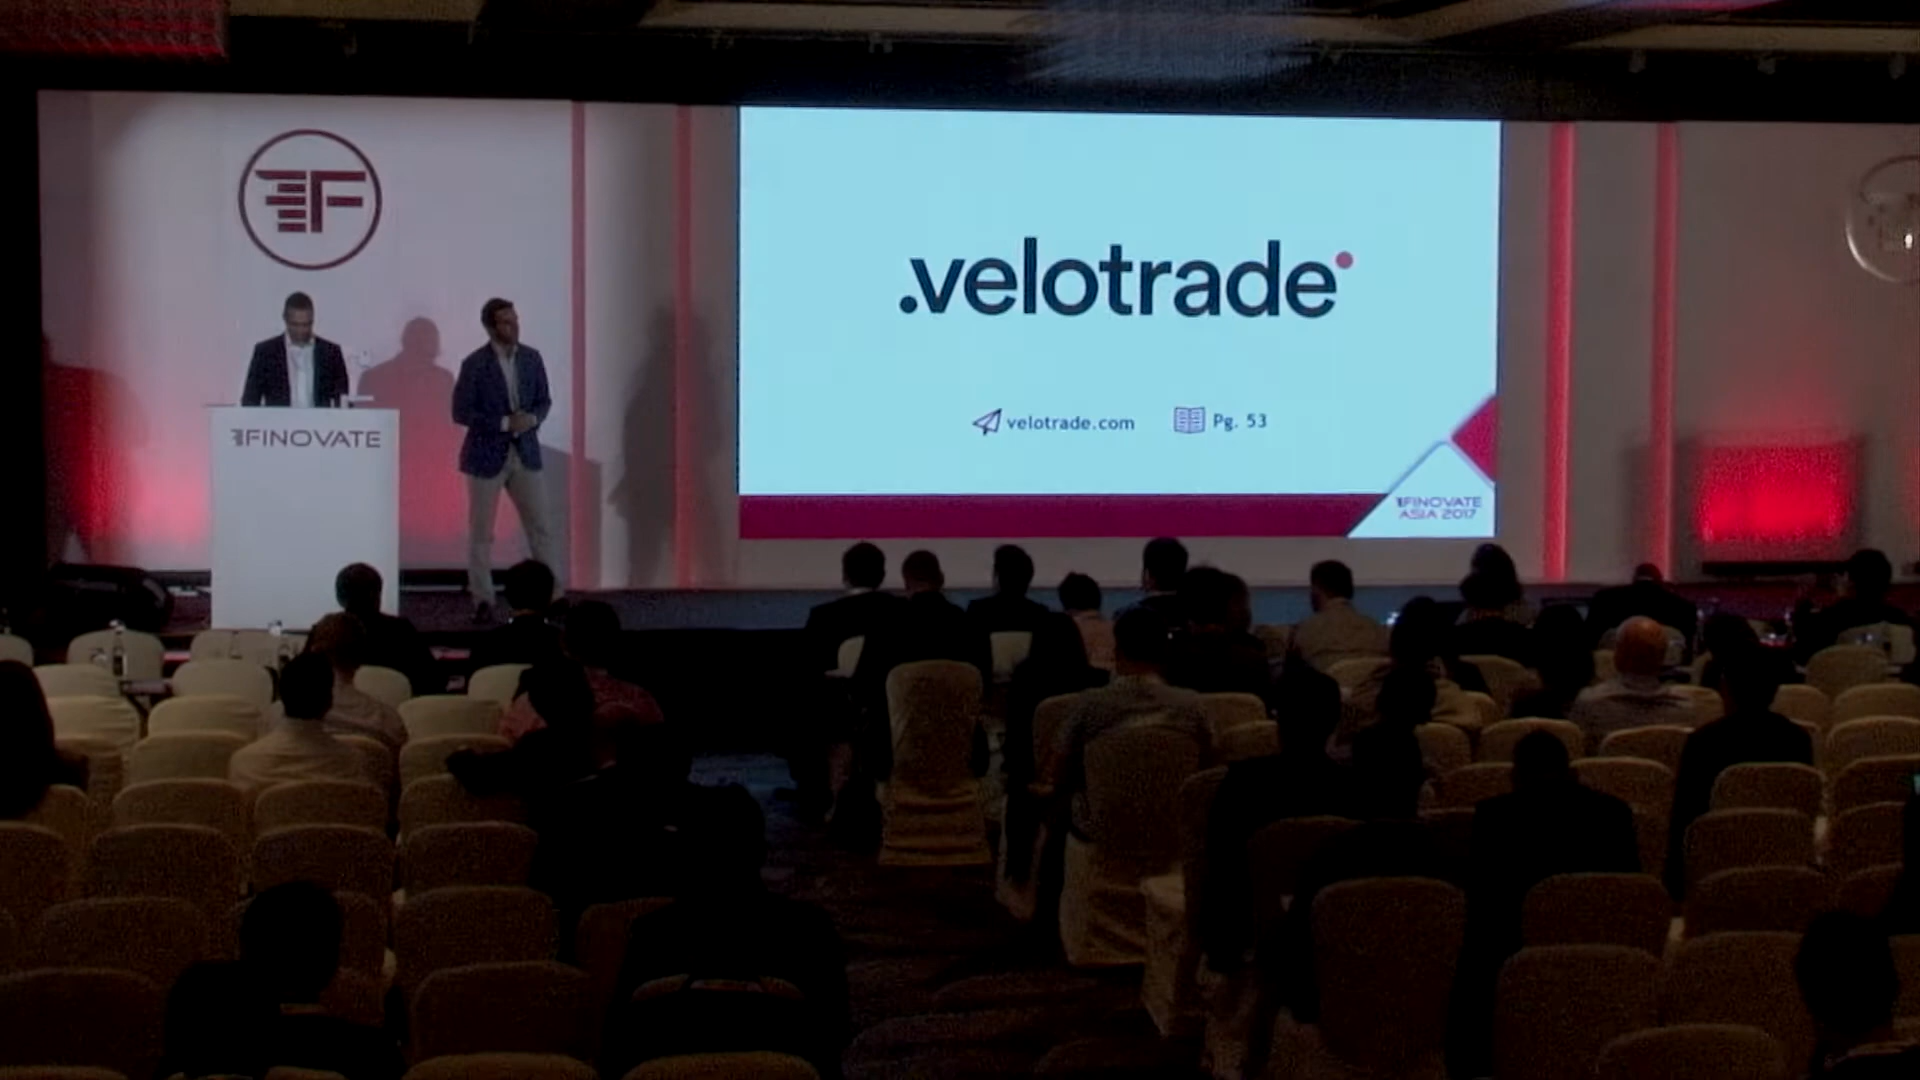 F
FINOVATE
.velotrade
velotrade.com
Pg. 53
FINOVATE
ASIA 2017